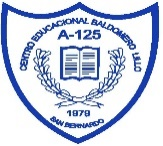 CENTRO EDUCACIONAL BALDOMERO LILLO
A-125
1979
SAN BERNARDO